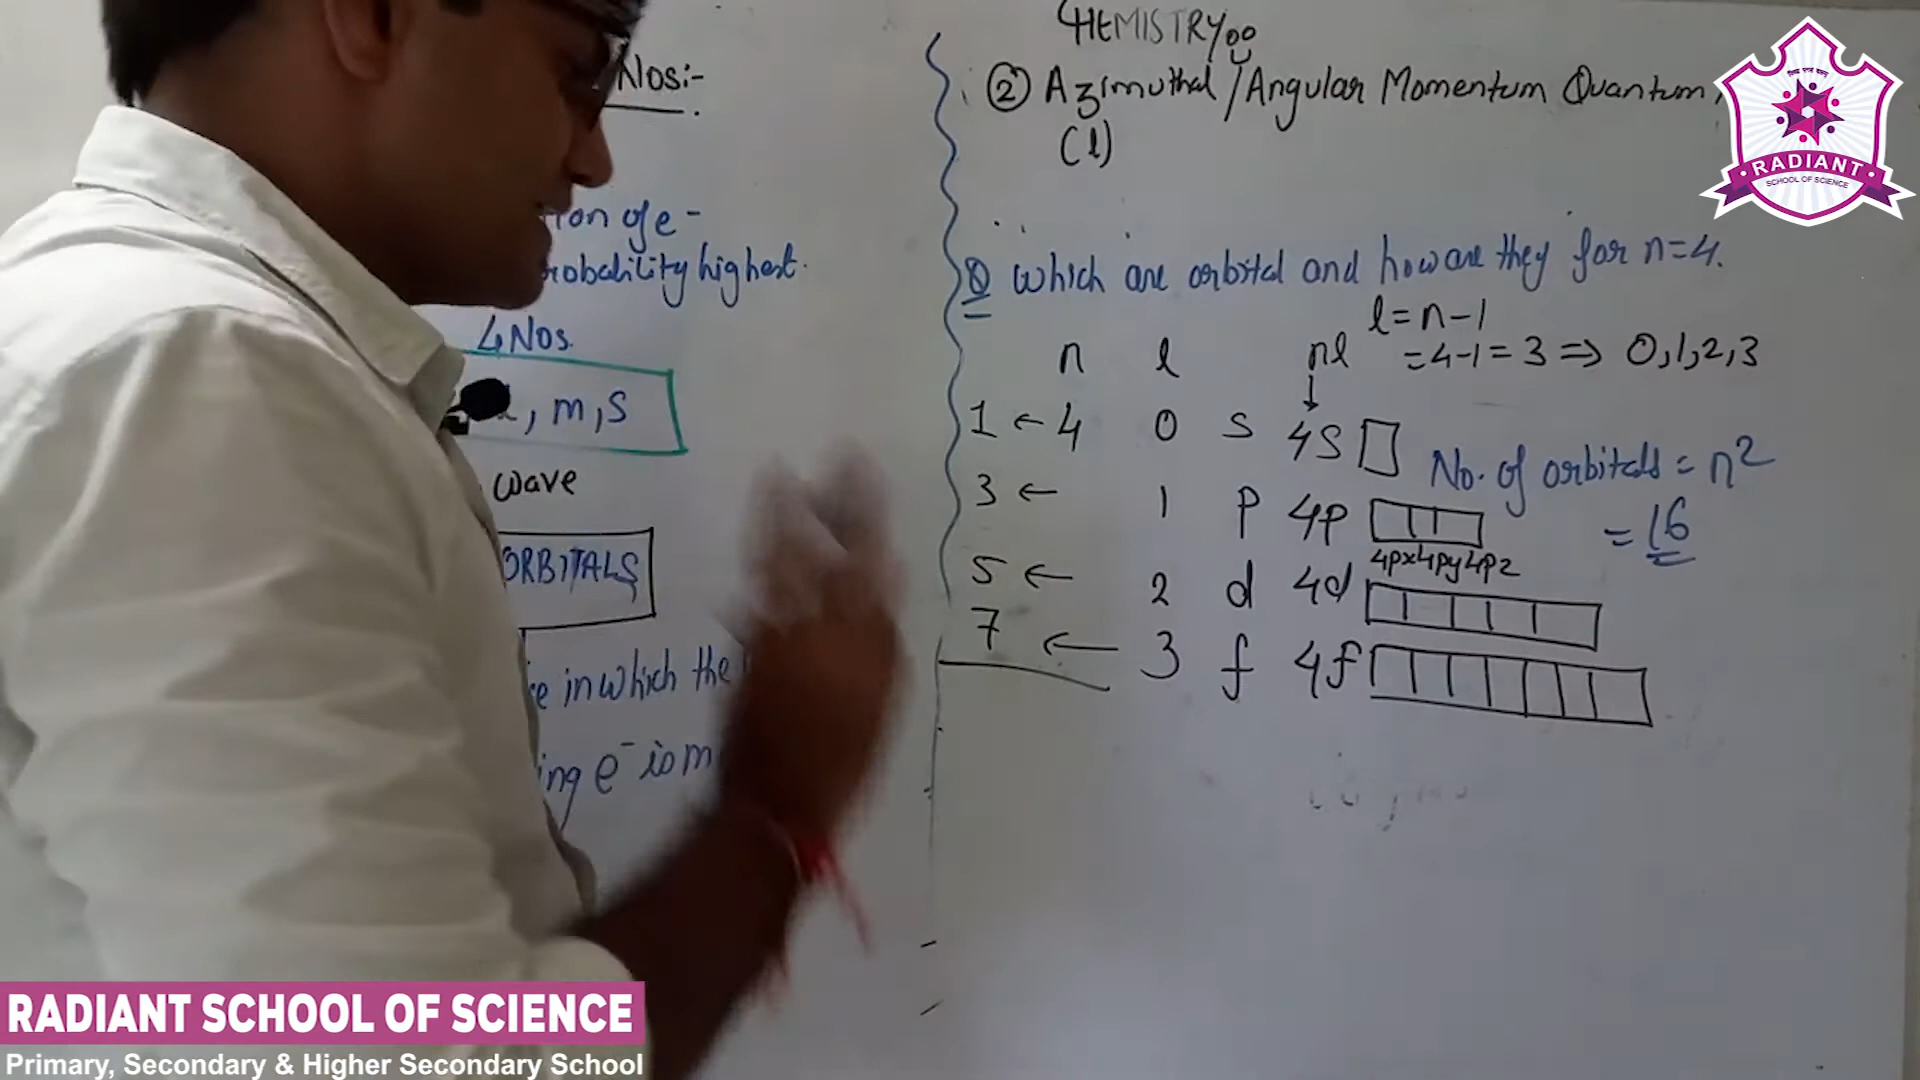 CHEMISTRY
Nos:-
② Azimuthal/Angular Momentum Quantum
(l)
of e-
probability highest.
4 Nos.
, m, s
wave
ORBITALS
in which the
e⁻ is m
Q Which are orbital and how are they for n=4.
l = n-1
n l nl = 4-1 = 3 ⇒ 0,1,2,3
1 ← 4 0 s 4S
No. of orbitals = n²
3 ← 1 p 4p
= 16
4px 4py 4pz
5 ← 2 d 4d
7 ← 3 f 4f
RADIANT
SCHOOL OF SCIENCE
RADIANT SCHOOL OF SCIENCE
Primary, Secondary & Higher Secondary School